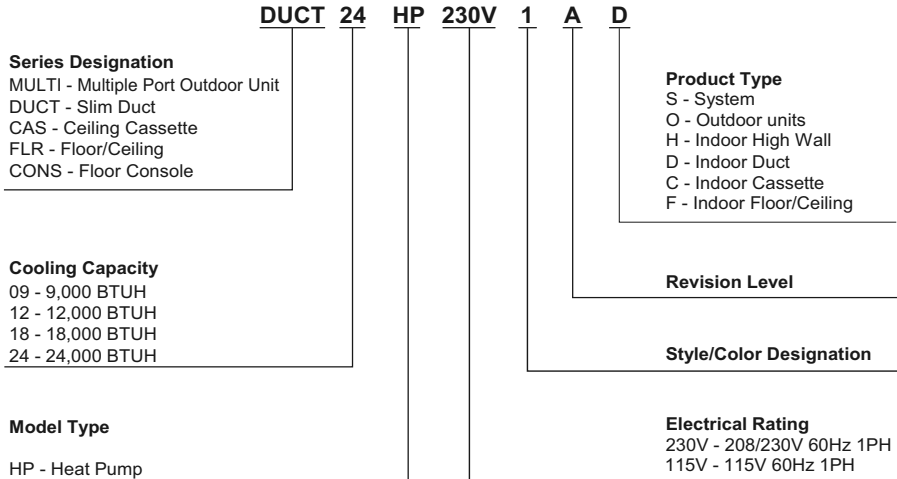 DUCT 24 HP 230V 1 A D
Series Designation
MULTI - Multiple Port Outdoor Unit
DUCT - Slim Duct
CAS - Ceiling Cassette
FLR - Floor/Ceiling
CONS - Floor Console
Cooling Capacity
09 - 9,000 BTUH
12 - 12,000 BTUH
18 - 18,000 BTUH
24 - 24,000 BTUH
Model Type
HP - Heat Pump
Product Type
S - System
O - Outdoor units
H - Indoor High Wall
D - Indoor Duct
C - Indoor Cassette
F - Indoor Floor/Ceiling
Revision Level
Style/Color Designation
Electrical Rating
230V - 208/230V 60Hz 1PH
115V - 115V 60Hz 1PH